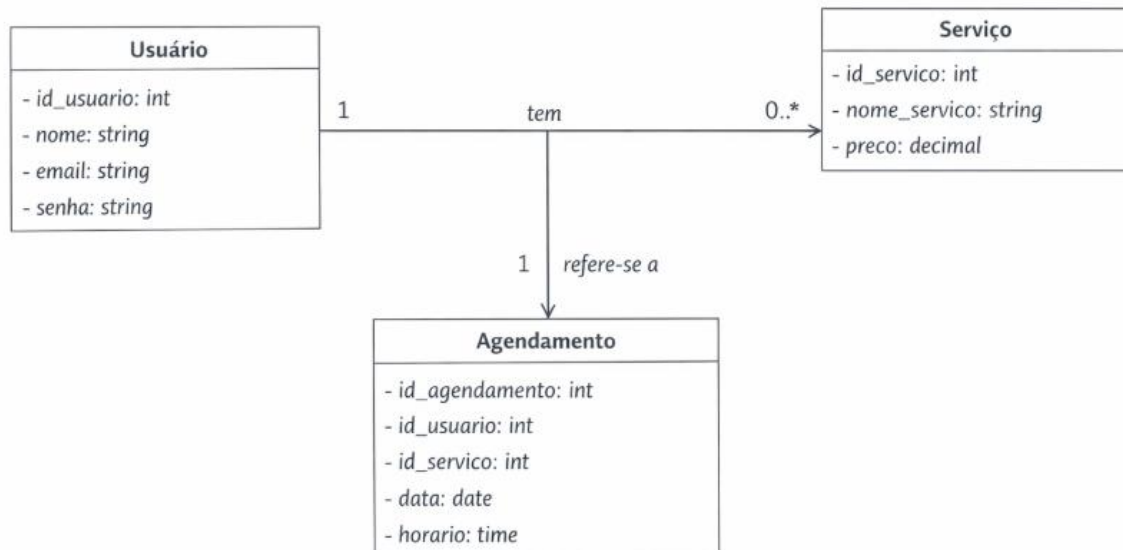 Usuário
- id_usuario: int
- nome: string
- email: string
- senha: string
1
tem
0..*
Serviço
- id_servico: int
- nome_servico: string
- preco: decimal
1
refere-se a
Agendamento
- id_agendamento: int
- id_usuario: int
- id_servico: int
- data: date
- horario: time